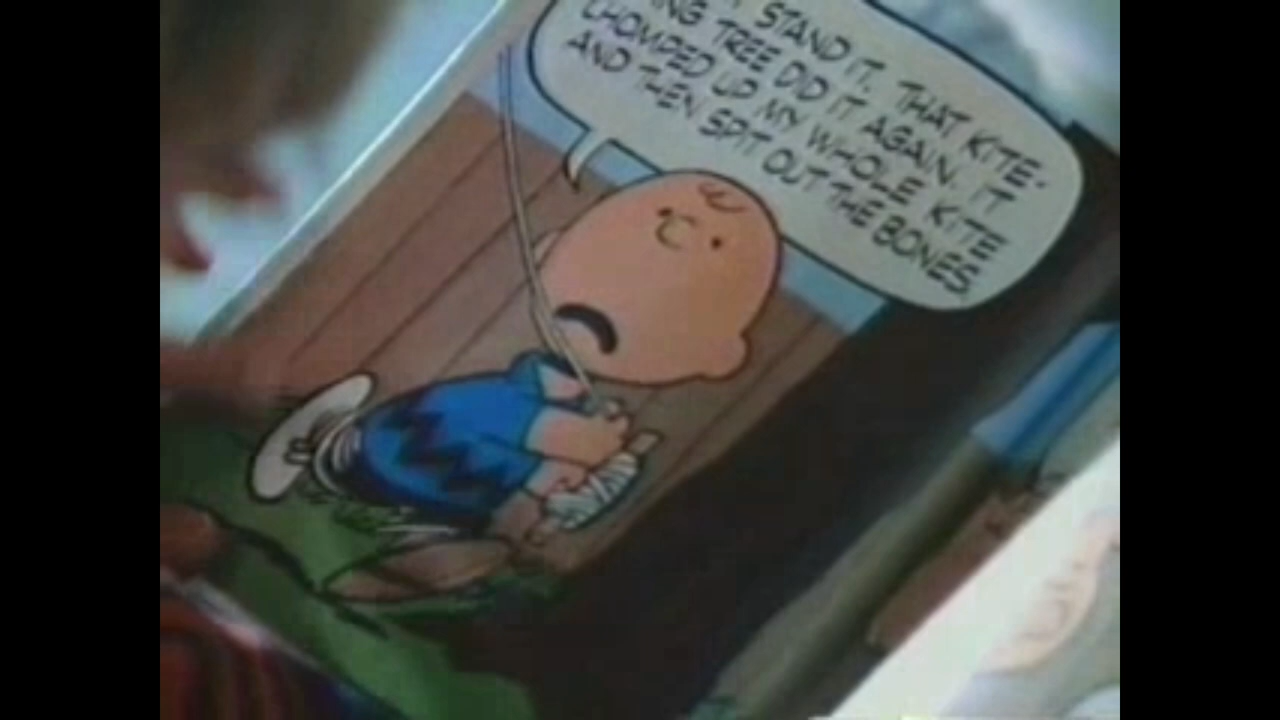 STAND IT. THAT KITE-
ING TREE DID IT AGAIN. IT
CHOMPED UP MY WHOLE KITE
AND THEN SPIT OUT THE BONES.